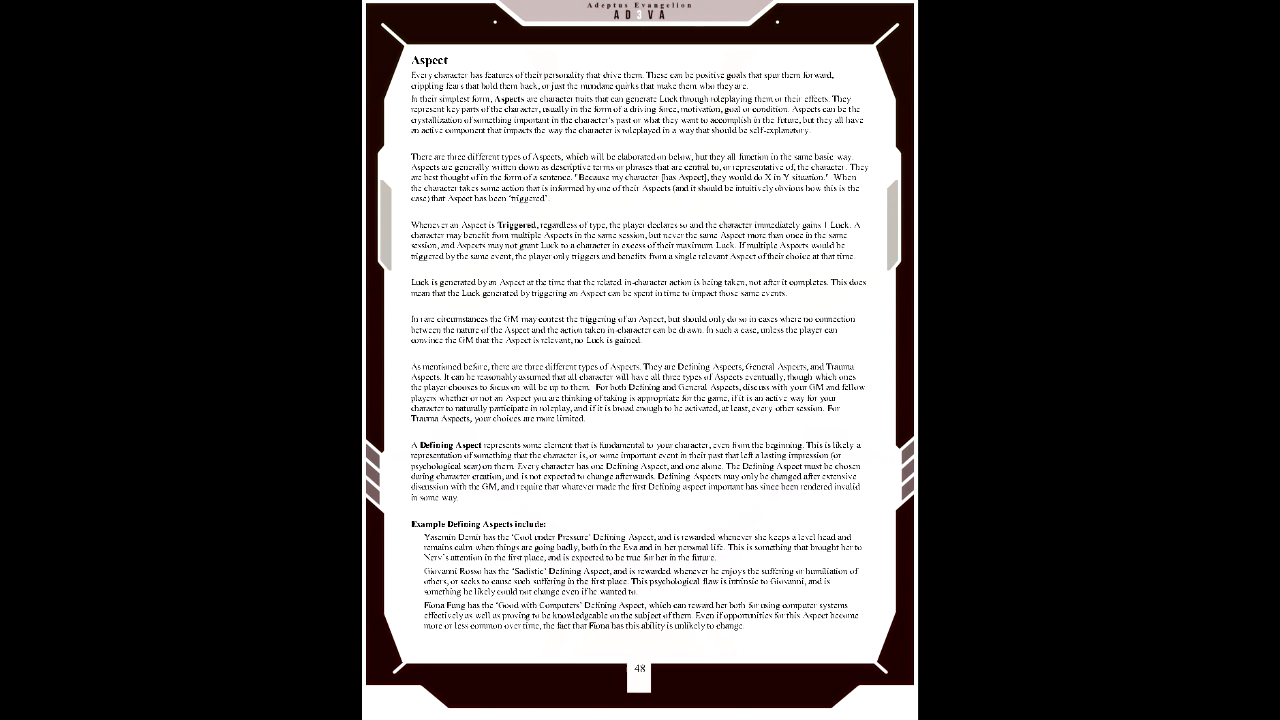 Adeptus Evangelion
AD3VA
Aspect
Every character has features of their personality that drive them. These can be positive goals that spur them forward,
crippling fears that hold them back, or just the mundane quirks that make them who they are.
In their simplest form, Aspects are character traits that can generate Luck through roleplaying them or their effects. They
represent key parts of the character, usually in the form of a driving force, motivation, goal or condition. Aspects can be the
crystallization of something important in the character's past or what they want to accomplish in the future, but they all have
an active component that impacts the way the character is roleplayed in a way that should be self-explanatory.
There are three different types of Aspects, which will be elaborated on below, but they all function in the same basic way.
Aspects are generally written down as descriptive terms or phrases that are central to, or representative of, the character. They
are best thought of in the form of a sentence. "Because my character [has Aspect], they would do X in Y situation." When
the character takes some action that is informed by one of their Aspects (and it should be intuitively obvious how this is the
case) that Aspect has been 'triggered'.
Whenever an Aspect is Triggered, regardless of type, the player declares so and the character immediately gains 1 Luck. A
character may benefit from multiple Aspects in the same session, but never the same Aspect more than once in the same
session, and Aspects may not grant Luck to a character in excess of their maximum Luck. If multiple Aspects would be
triggered by the same event, the player only triggers and benefits from a single relevant Aspect of their choice at that time.
Luck is generated by an Aspect at the time that the related in-character action is being taken, not after it completes. This does
mean that the Luck generated by triggering an Aspect can be spent in time to impact those same events.
In rare circumstances the GM may contest the triggering of an Aspect, but should only do so in cases where no connection
between the nature of the Aspect and the action taken in-character can be drawn. In such a case, unless the player can
convince the GM that the Aspect is relevant, no Luck is gained.
As mentioned before, there are three different types of Aspects. They are Defining Aspects, General Aspects, and Trauma
Aspects. It can be reasonably assumed that all character will have all three types of Aspects eventually, though which ones
the player chooses to focus on will be up to them. For both Defining and General Aspects, discuss with your GM and fellow
players whether or not an Aspect you are thinking of taking is appropriate for the game, if it is an active way for your
character to naturally participate in roleplay, and if it is broad enough to be activated, at least, every other session. For
Trauma Aspects, your choices are more limited.
A Defining Aspect represents some element that is fundamental to your character, even from the beginning. This is likely a
representation of something that the character is, or some important event in their past that left a lasting impression (or
psychological scar) on them. Every character has one Defining Aspect, and one alone. The Defining Aspect must be chosen
during character creation, and is not expected to change afterwards. Defining Aspects may only be changed after extensive
discussion with the GM, and require that whatever made the first Defining aspect important has since been rendered invalid
in some way.
Example Defining Aspects include:
Yasemin Demir has the 'Cool under Pressure' Defining Aspect, and is rewarded whenever she keeps a level head and
remains calm when things are going badly, both in the Eva and in her personal life. This is something that brought her to
Nerv's attention in the first place, and is expected to be true for her in the future.
Giovanni Rosso has the 'Sadistic' Defining Aspect, and is rewarded whenever he enjoys the suffering or humiliation of
others, or seeks to cause such suffering in the first place. This psychological flaw is intrinsic to Giovanni, and is
something he likely could not change even if he wanted to.
Fiona Fung has the 'Good with Computers' Defining Aspect, which can reward her both for using computer systems
effectively as well as proving to be knowledgeable on the subject of them. Even if opportunities for this Aspect become
more or less common over time, the fact that Fiona has this ability is unlikely to change.
48